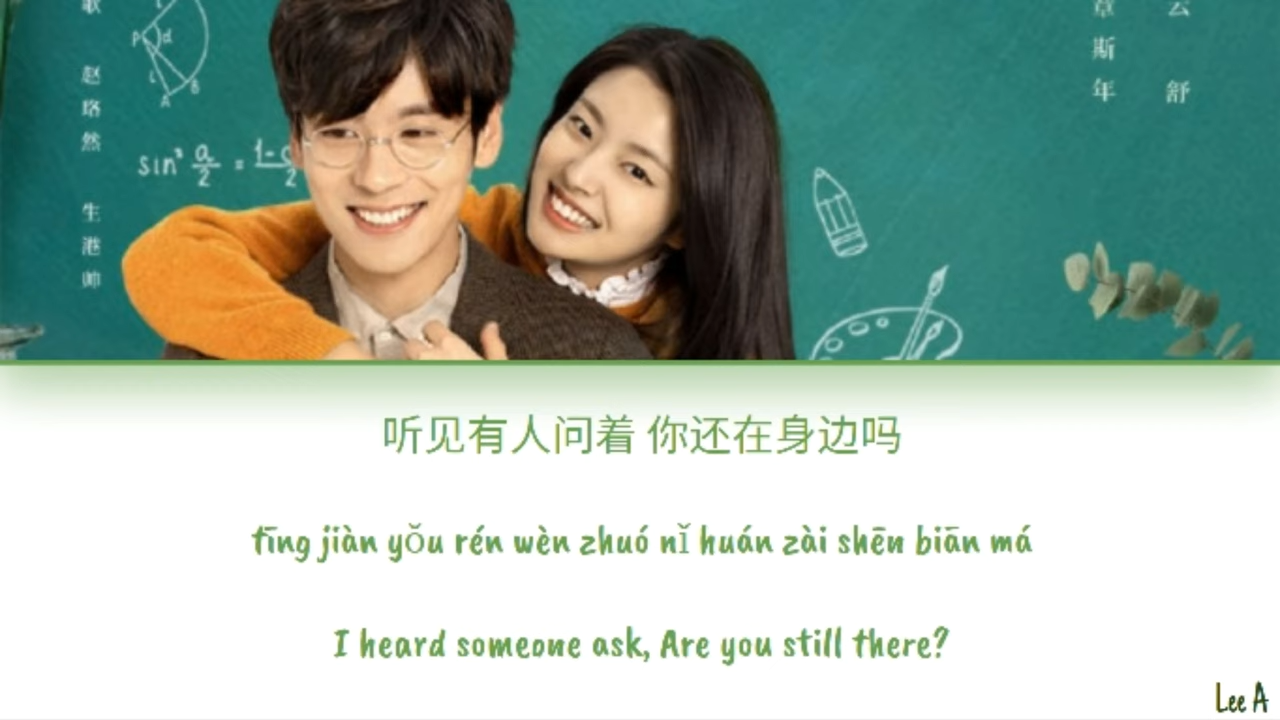 章斯年
云舒
歌 赵珞然 生港帅
P d
L B
A
sin² a/2 = 1-c /2
听见有人问着 你还在身边吗
tīng jiàn yǒu rén wèn zhuó nǐ huán zài shēn biān má
I heard someone ask, Are you still there?
Lee A